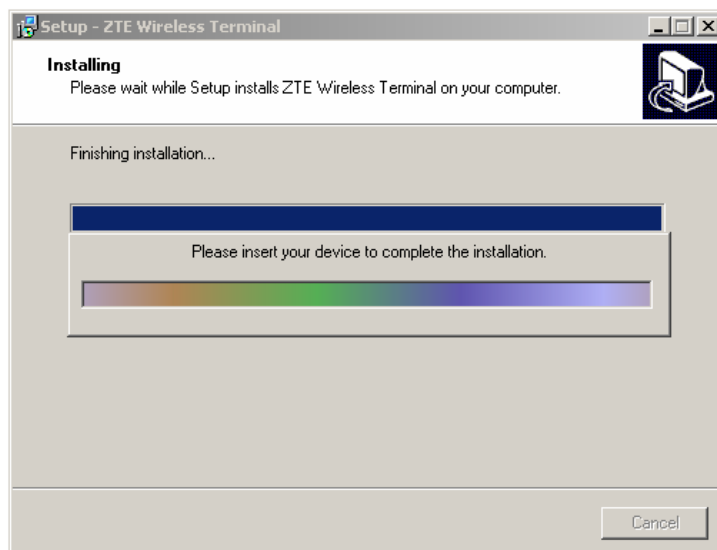 Setup - ZTE Wireless Terminal
Installing
Please wait while Setup installs ZTE Wireless Terminal on your computer.
Finishing installation...
Please insert your device to complete the installation.
Cancel